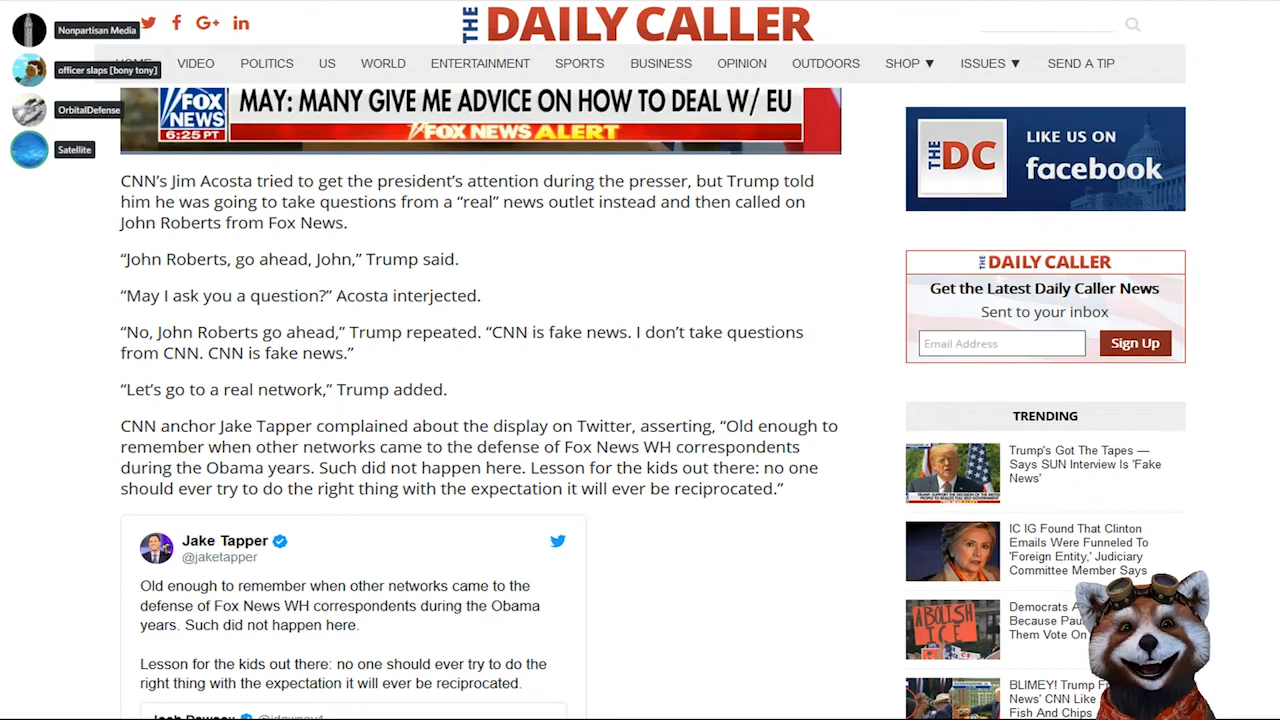 Nonpartisan Media
officer slaps [bony tony]
OrbitalDefense
Satellite
G+ in
THE DAILY CALLER
HOME VIDEO POLITICS US WORLD ENTERTAINMENT SPORTS BUSINESS OPINION OUTDOORS SHOP ▼ ISSUES ▼ SEND A TIP
FOX
NEWS
6:25 PT
MAY: MANY GIVE ME ADVICE ON HOW TO DEAL W/ EU
FOX NEWS ALERT
CNN’s Jim Acosta tried to get the president’s attention during the presser, but Trump told
him he was going to take questions from a “real” news outlet instead and then called on
John Roberts from Fox News.
“John Roberts, go ahead, John,” Trump said.
“May I ask you a question?” Acosta interjected.
“No, John Roberts go ahead,” Trump repeated. “CNN is fake news. I don’t take questions
from CNN. CNN is fake news.”
“Let’s go to a real network,” Trump added.
CNN anchor Jake Tapper complained about the display on Twitter, asserting, “Old enough to
remember when other networks came to the defense of Fox News WH correspondents
during the Obama years. Such did not happen here. Lesson for the kids out there: no one
should ever try to do the right thing with the expectation it will ever be reciprocated.”
Jake Tapper
@jaketapper
Old enough to remember when other networks came to the
defense of Fox News WH correspondents during the Obama
years. Such did not happen here.
Lesson for the kids out there: no one should ever try to do the
right thing with the expectation it will ever be reciprocated.
Josh Dawsey @jdawsey1
THE DC
LIKE US ON
facebook
THE DAILY CALLER
Get the Latest Daily Caller News
Sent to your inbox
Email Address
Sign Up
TRENDING
Trump's Got The Tapes —
Says SUN Interview Is 'Fake
News'
IC IG Found That Clinton
Emails Were Funneled To
'Foreign Entity,' Judiciary
Committee Member Says
ABOLISH
ICE
Democrats
Because
Them Vote On
BLIMEY! Trump
News' CNN Like
Fish And Chips